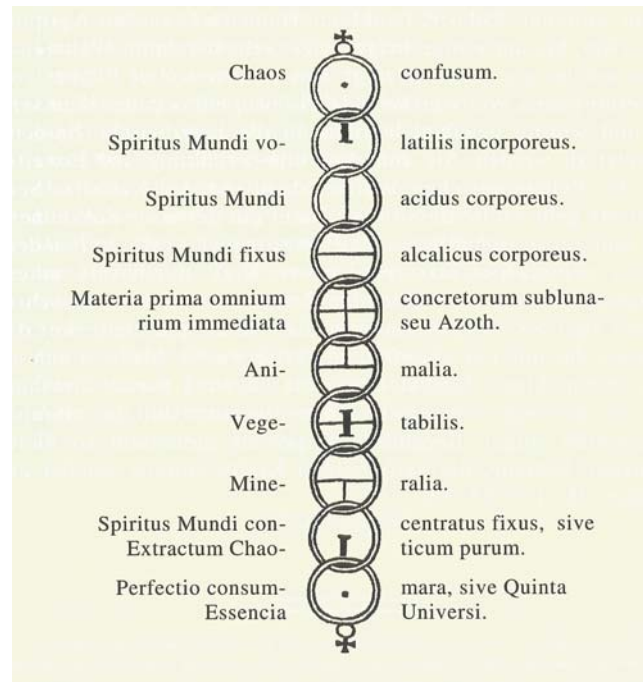 Chaos confusum.
Spiritus Mundi vo- latilis incorporeus.
Spiritus Mundi acidus corporeus.
Spiritus Mundi fixus alcalicus corporeus.
Materia prima omnium concretorum subluna-
rium immediata seu Azoth.
Ani- malia.
Vege- tabilis.
Mine- ralia.
Spiritus Mundi con- centratus fixus, sive
Extractum Chao- ticum purum.
Perfectio consum- mara, sive Quinta
Essencia Universi.